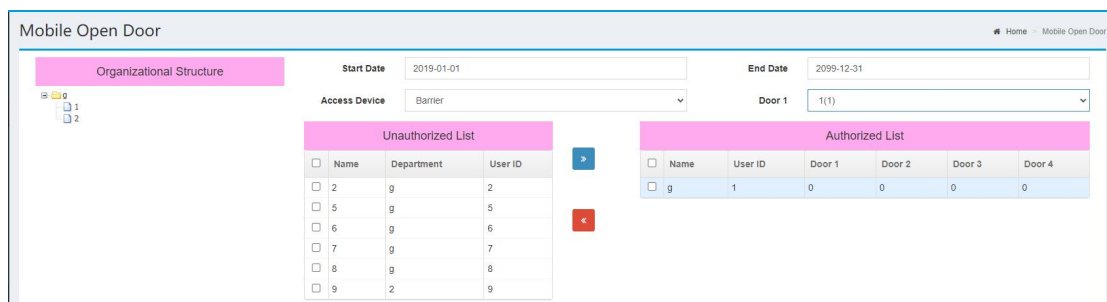 Mobile Open Door
Home > Mobile Open Door
Organizational Structure
g
1
2
Start Date 2019-01-01 End Date 2099-12-31
Access Device Barrier Door 1 1(1)
Unauthorized List
Name Department User ID
2 g 2
5 g 5
6 g 6
7 g 7
8 g 8
9 2 9
»
«
Authorized List
Name User ID Door 1 Door 2 Door 3 Door 4
g 1 0 0 0 0